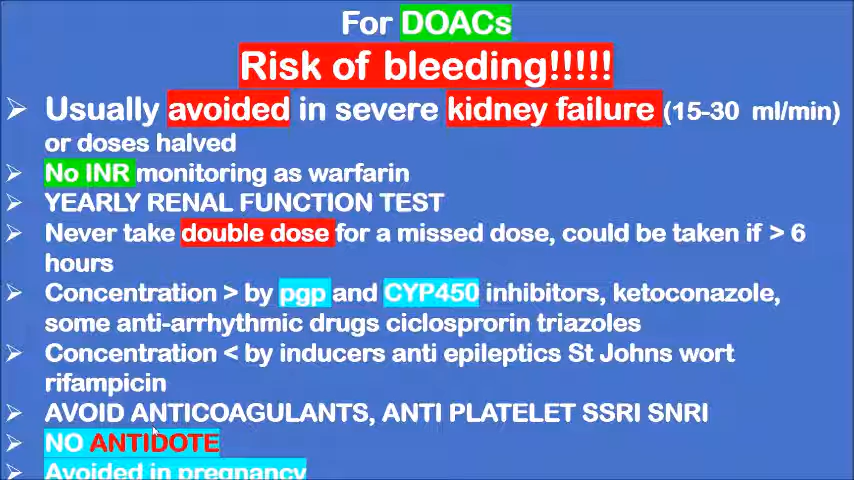 For DOACs
Risk of bleeding!!!!!
➢ Usually avoided in severe kidney failure (15-30 ml/min)
or doses halved
➢ No INR monitoring as warfarin
➢ YEARLY RENAL FUNCTION TEST
➢ Never take double dose for a missed dose, could be taken if > 6
hours
➢ Concentration > by pgp and CYP450 inhibitors, ketoconazole,
some anti-arrhythmic drugs ciclosprorin triazoles
➢ Concentration < by inducers anti epileptics St Johns wort
rifampicin
➢ AVOID ANTICOAGULANTS, ANTI PLATELET SSRI SNRI
➢ NO ANTIDOTE
➢ Avoided in pregnancy